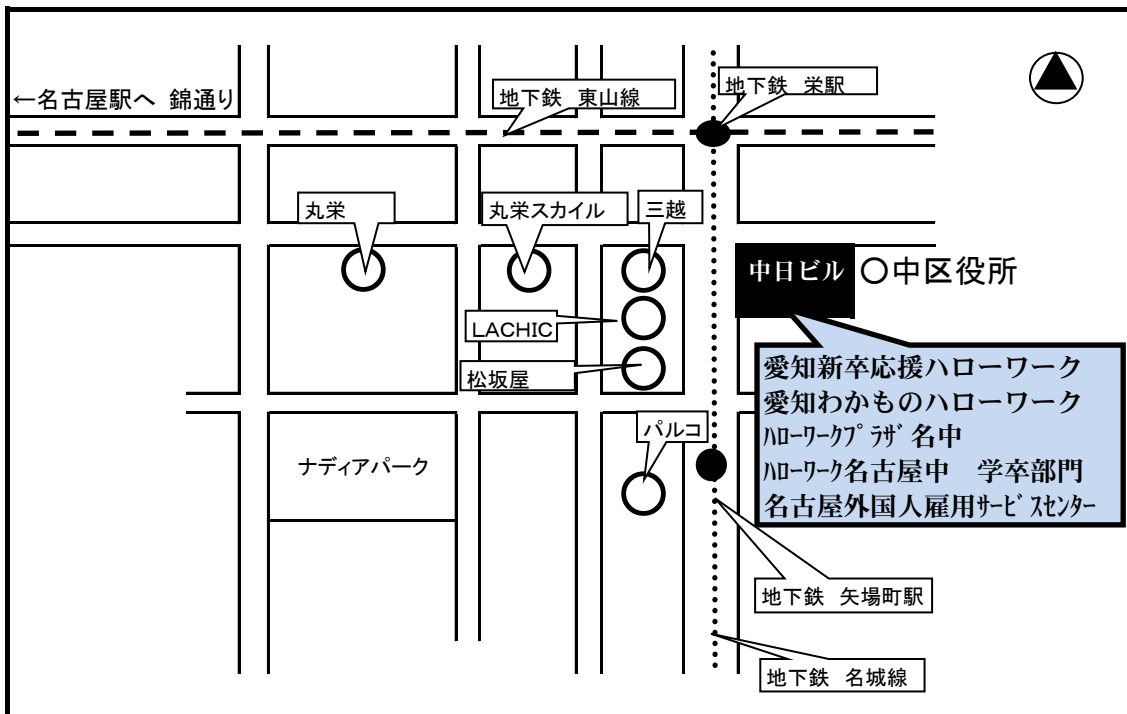 ←名古屋駅へ 錦通り
地下鉄 東山線
地下鉄 栄駅
丸栄
丸栄スカイル
三越
中日ビル
○中区役所
LACHIC
松坂屋
愛知新卒応援ハローワーク
愛知わかものハローワーク
ﾊﾛｰﾜｰｸﾌﾟﾗｻﾞ名中
ﾊﾛｰﾜｰｸ名古屋中 学卒部門
名古屋外国人雇用ｻｰﾋﾞｽｾﾝﾀｰ
パルコ
ナディアパーク
地下鉄 矢場町駅
地下鉄 名城線